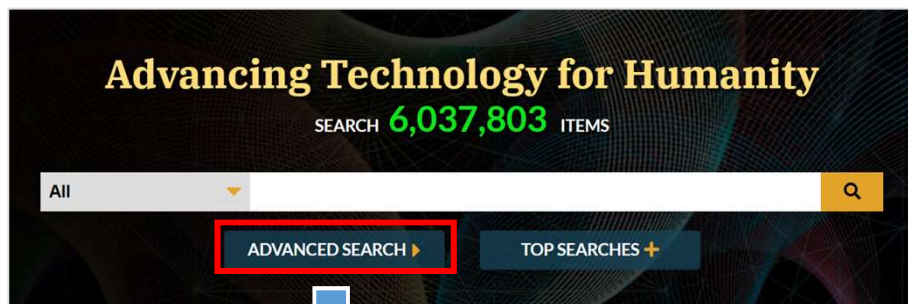 Advancing Technology for Humanity
SEARCH 6,037,803 ITEMS
All
ADVANCED SEARCH TOP SEARCHES +